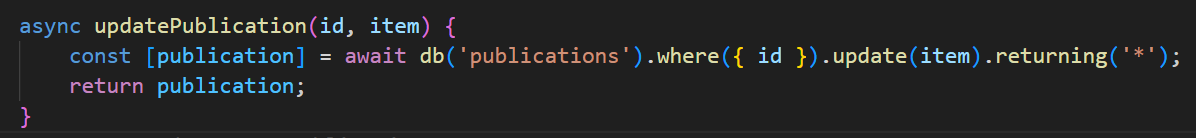 async updatePublication(id, item) {
const [publication] = await db('publications').where({ id }).update(item).returning('*');
return publication;
}